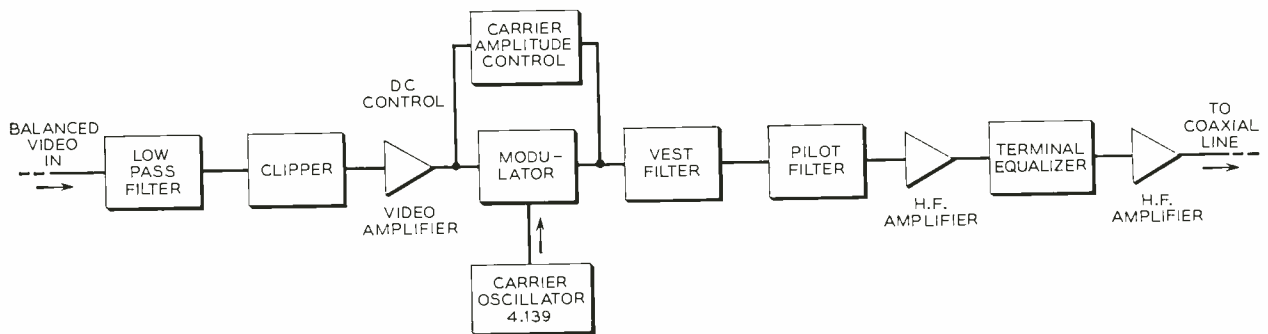 CARRIER
AMPLITUDE
CONTROL
DC
CONTROL
BALANCED
VIDEO
IN
LOW
PASS
FILTER
CLIPPER
VIDEO
AMPLIFIER
MODU-
LATOR
CARRIER
OSCILLATOR
4.139
VEST
FILTER
PILOT
FILTER
H.F.
AMPLIFIER
TERMINAL
EQUALIZER
H.F.
AMPLIFIER
TO
COAXIAL
LINE